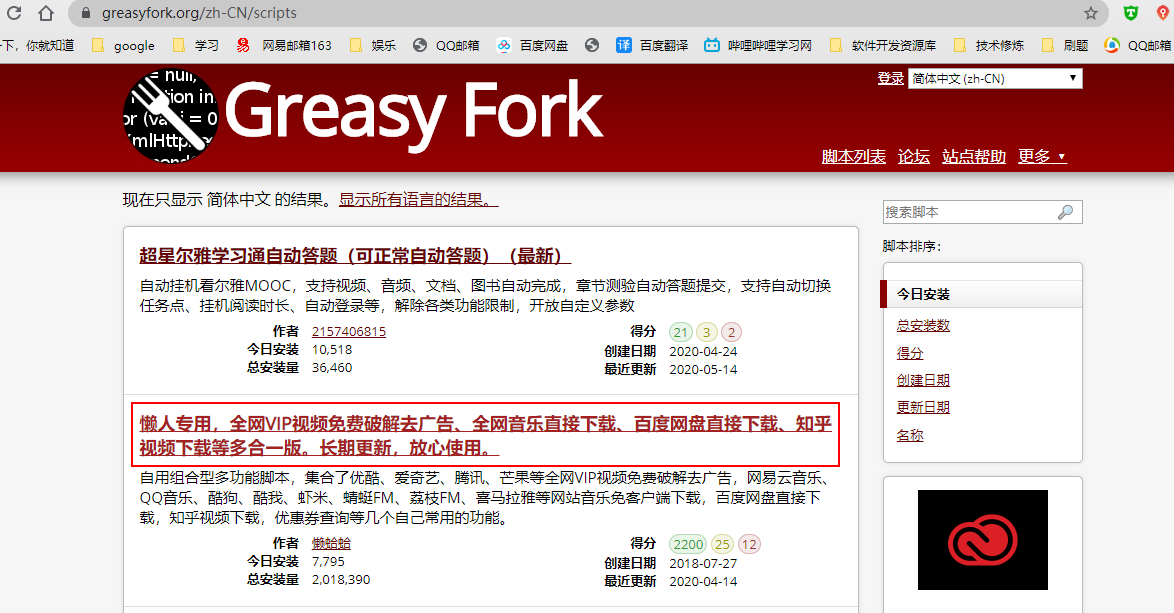 greasyfork.org/zh-CN/scripts
一下，你就知道 google 学习 网易邮箱163 娱乐 QQ邮箱 百度网盘 译 百度翻译 哔哩哔哩学习网 软件开发资源库 技术修炼 刷题 QQ邮箱
= null,
tion in
or (va i = 0
XmlHttp
Greasy Fork
登录 简体中文 (zh-CN)
脚本列表 论坛 站点帮助 更多
现在只显示 简体中文 的结果。显示所有语言的结果。
搜索脚本
脚本排序：
超星尔雅学习通自动答题（可正常自动答题）（最新）
自动挂机看尔雅MOOC，支持视频、音频、文档、图书自动完成，章节测验自动答题提交，支持自动切换
任务点、挂机阅读时长、自动登录等，解除各类功能限制，开放自定义参数
作者 2157406815 得分 21 3 2
今日安装 10,518 创建日期 2020-04-24
总安装量 36,460 最近更新 2020-05-14
今日安装
总安装数
得分
创建日期
更新日期
名称
懒人专用，全网VIP视频免费破解去广告、全网音乐直接下载、百度网盘直接下载、知乎
视频下载等多合一版。长期更新，放心使用。
自用组合型多功能脚本，集合了优酷、爱奇艺、腾讯、芒果等全网VIP视频免费破解去广告，网易云音乐、
QQ音乐、酷狗、酷我、虾米、蜻蜓FM、荔枝FM、喜马拉雅等网站音乐免客户端下载，百度网盘直接下
载，知乎视频下载，优惠券查询等几个自己常用的功能。
作者 懒蛤蛤 得分 2200 25 12
今日安装 7,795 创建日期 2018-07-27
总安装量 2,018,390 最近更新 2020-04-14